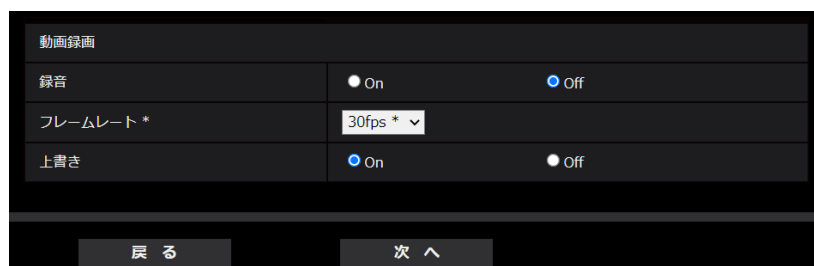 動画録画
録音 On Off
フレームレート * 30fps *
上書き On Off
戻る 次へ